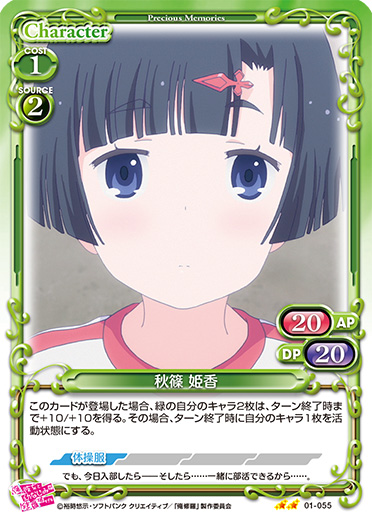 Precious Memories
Character
COST
1
SOURCE
2
20 AP
DP 20
秋篠 姫香
このカードが登場した場合、緑の自分のキャラ2枚は、ターン終了時ま
で+10/+10を得る。その場合、ターン終了時に自分のキャラ1枚を活
動状態にする。
体操服
でも、今日入部したら――そしたら……一緒に部活できるから……。
©裕時悠示・ソフトバンク クリエイティブ/「俺修羅」製作委員会
01-055